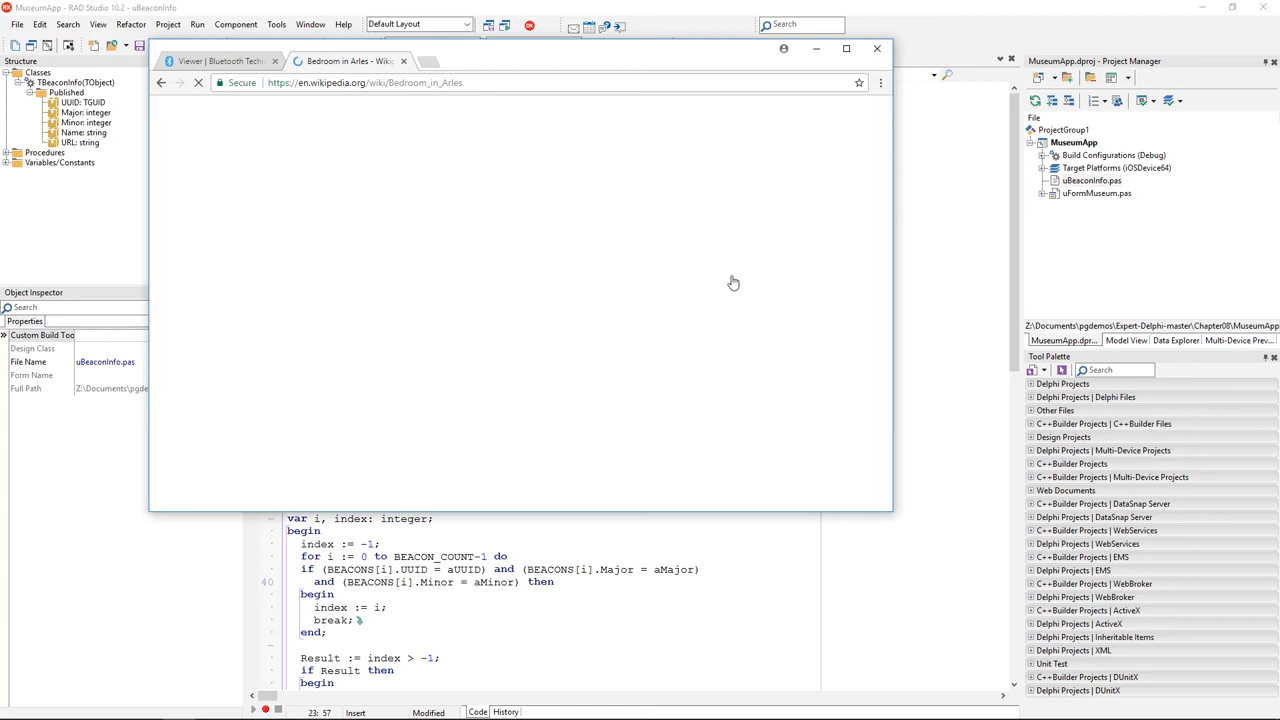 MuseumApp - RAD Studio 10.2 - uBeaconInfo
File Edit Search View Refactor Project Run Component Tools Window Help
Default Layout
Search
Structure
Classes
TBeaconInfo(TObject)
Published
UUID: TGUID
Major: integer
Minor: integer
Name: string
URL: string
Procedures
Variables/Constants
Object Inspector
Search
Properties
Custom Build Too
Design Class
File Name uBeaconInfo.pas
Form Name
Full Path Z:\Documents\pgde
Viewer | Bluetooth Techn
Bedroom in Arles - Wiki
Secure https://en.wikipedia.org/wiki/Bedroom_in_Arles
var i, index: integer;
begin
index := -1;
for i := 0 to BEACON_COUNT-1 do
if (BEACONS[i].UUID = aUUID) and (BEACONS[i].Major = aMajor)
40 and (BEACONS[i].Minor = aMinor) then
begin
index := i;
break;
end;
Result := index > -1;
if Result then
begin
23: 57 Insert Modified Code History
MuseumApp.dproj - Project Manager
File
ProjectGroup1
MuseumApp
Build Configurations (Debug)
Target Platforms (iOSDevice64)
uBeaconInfo.pas
uFormMuseum.pas
Z:\Documents\pgdemos\Expert-Delphi-master\Chapter08\MuseumApp
MuseumApp.dpr... Model View Data Explorer Multi-Device Prev...
Tool Palette
Search
Delphi Projects
Delphi Projects | Delphi Files
Other Files
C++Builder Projects | C++Builder Files
Design Projects
Delphi Projects | Multi-Device Projects
C++Builder Projects
C++Builder Projects | Multi-Device Projects
Web Documents
Delphi Projects | DataSnap Server
C++Builder Projects | DataSnap Server
C++Builder Projects | WebServices
Delphi Projects | WebServices
C++Builder Projects | EMS
Delphi Projects | EMS
C++Builder Projects | WebBroker
Delphi Projects | WebBroker
C++Builder Projects | ActiveX
Delphi Projects | ActiveX
C++Builder Projects | Inheritable Items
Delphi Projects | XML
Unit Test
C++Builder Projects | DUnitX
Delphi Projects | DUnitX